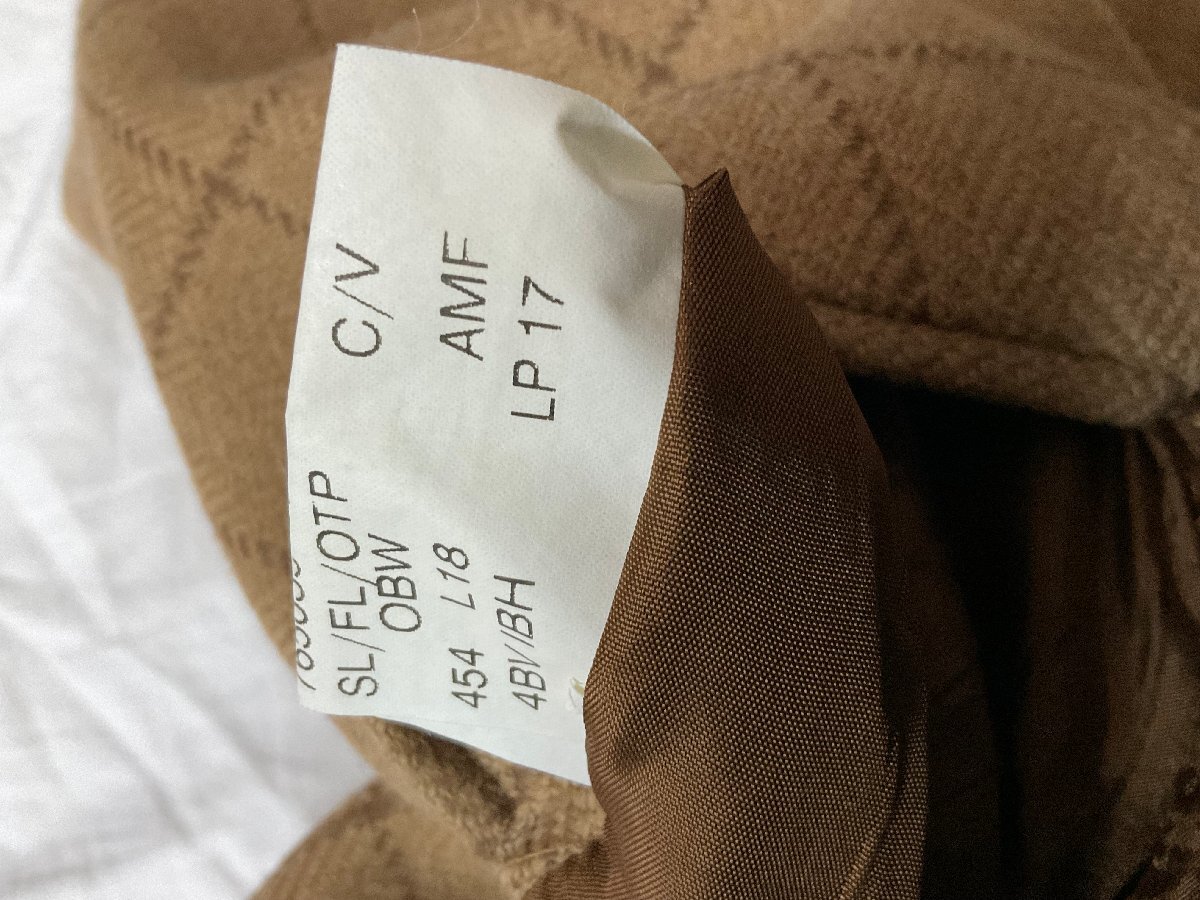 SL/FL/OTP C/V
OBW
454 L18 AMF
4BV/BH LP 17